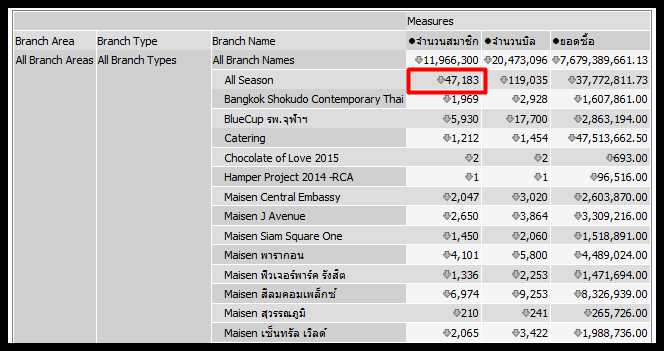 Measures
Branch Area Branch Type Branch Name จำนวนสมาชิก จำนวนบิล ยอดซื้อ
All Branch Areas All Branch Types All Branch Names 11,966,300 20,473,096 7,679,389,661.13
All Season 47,183 119,035 37,772,811.73
Bangkok Shokudo Contemporary Thai 1,969 2,928 1,607,861.00
BlueCup รพ.จุฬาฯ 5,930 17,700 2,863,194.00
Catering 1,212 1,454 47,513,662.50
Chocolate of Love 2015 2 2 693.00
Hamper Project 2014 -RCA 1 1 96,516.00
Maisen Central Embassy 2,047 3,020 2,603,870.00
Maisen J Avenue 2,650 3,864 3,309,216.00
Maisen Siam Square One 1,450 2,060 1,518,891.00
Maisen พารากอน 4,101 5,800 4,489,024.00
Maisen ฟิวเจอร์พาร์ค รังสิต 1,336 2,253 1,471,694.00
Maisen สีลมคอมเพล็กซ์ 6,974 9,253 8,326,939.00
Maisen สุวรรณภูมิ 210 241 265,726.00
Maisen เซ็นทรัล เวิลด์ 2,065 3,422 1,988,736.00